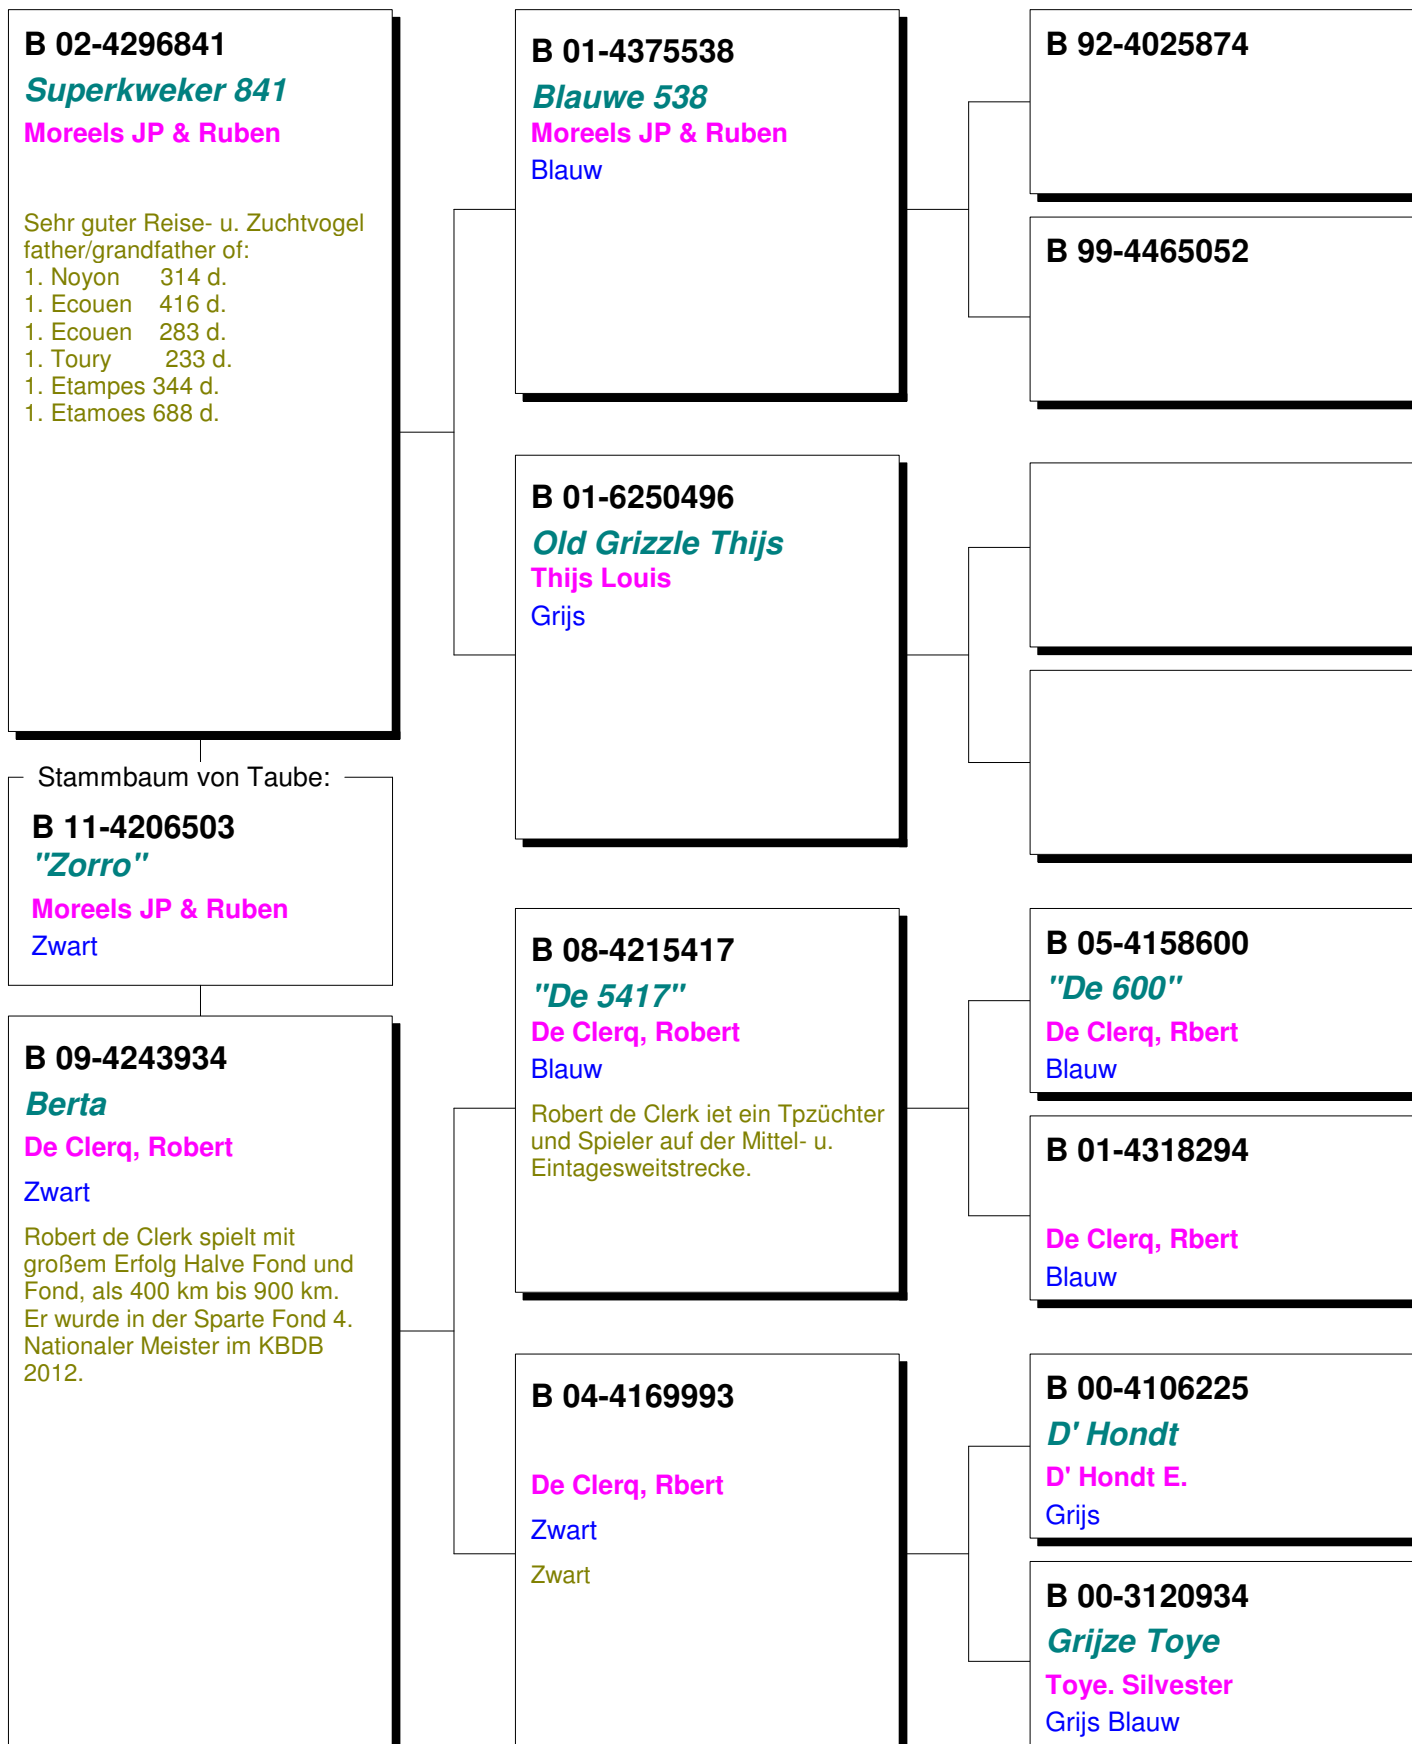 B 02-4296841
Superkweker 841
Moreels JP & Ruben
Sehr guter Reise- u. Zuchtvogel
father/grandfather of:
1. Noyon 314 d.
1. Ecouen 416 d.
1. Ecouen 283 d.
1. Toury 233 d.
1. Etampes 344 d.
1. Etamoes 688 d.
Stammbaum von Taube:
B 11-4206503
"Zorro"
Moreels JP & Ruben
Zwart
B 09-4243934
Berta
De Clerq, Robert
Zwart
Robert de Clerk spielt mit
großem Erfolg Halve Fond und
Fond, als 400 km bis 900 km.
Er wurde in der Sparte Fond 4.
Nationaler Meister im KBDB
2012.
B 01-4375538
Blauwe 538
Moreels JP & Ruben
Blauw
B 01-6250496
Old Grizzle Thijs
Thijs Louis
Grijs
B 08-4215417
"De 5417"
De Clerq, Robert
Blauw
Robert de Clerk iet ein Tpzüchter
und Spieler auf der Mittel- u.
Eintagesweitstrecke.
B 04-4169993
De Clerq, Rbert
Zwart
Zwart
B 92-4025874
B 99-4465052
B 05-4158600
"De 600"
De Clerq, Rbert
Blauw
B 01-4318294
De Clerq, Rbert
Blauw
B 00-4106225
D' Hondt
D' Hondt E.
Grijs
B 00-3120934
Grijze Toye
Toye. Silvester
Grijs Blauw